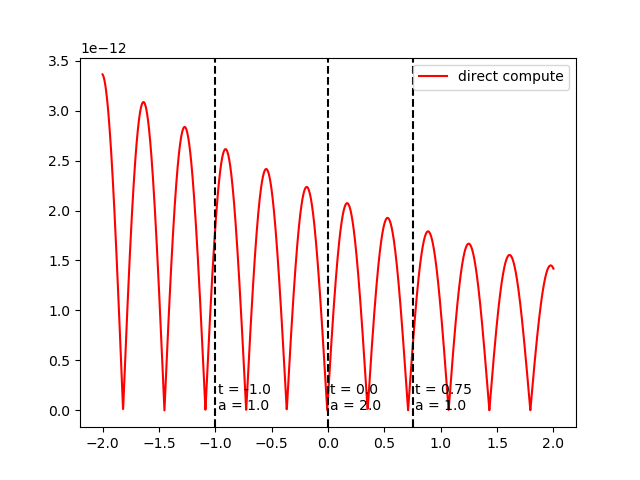 1e−12
direct compute
3.5
3.0
2.5
2.0
1.5
1.0
0.5
0.0
t = -1.0
a = 1.0
t = 0.0
a = 2.0
t = 0.75
a = 1.0
−2.0 −1.5 −1.0 −0.5 0.0 0.5 1.0 1.5 2.0